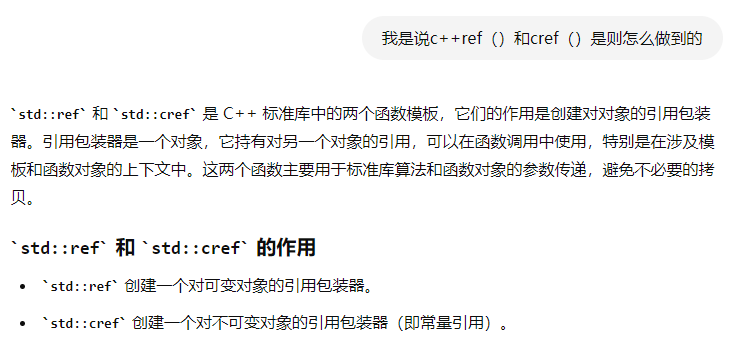 我是说c++ref（）和cref（）是则怎么做到的
`std::ref` 和 `std::cref` 是 C++ 标准库中的两个函数模板，它们的作用是创建对对象的引用包装
器。引用包装器是一个对象，它持有对另一个对象的引用，可以在函数调用中使用，特别是在涉及模
板和函数对象的上下文中。这两个函数主要用于标准库算法和函数对象的参数传递，避免不必要的拷
贝。
`std::ref` 和 `std::cref` 的作用
• `std::ref` 创建一个对可变对象的引用包装器。
• `std::cref` 创建一个对不可变对象的引用包装器（即常量引用）。